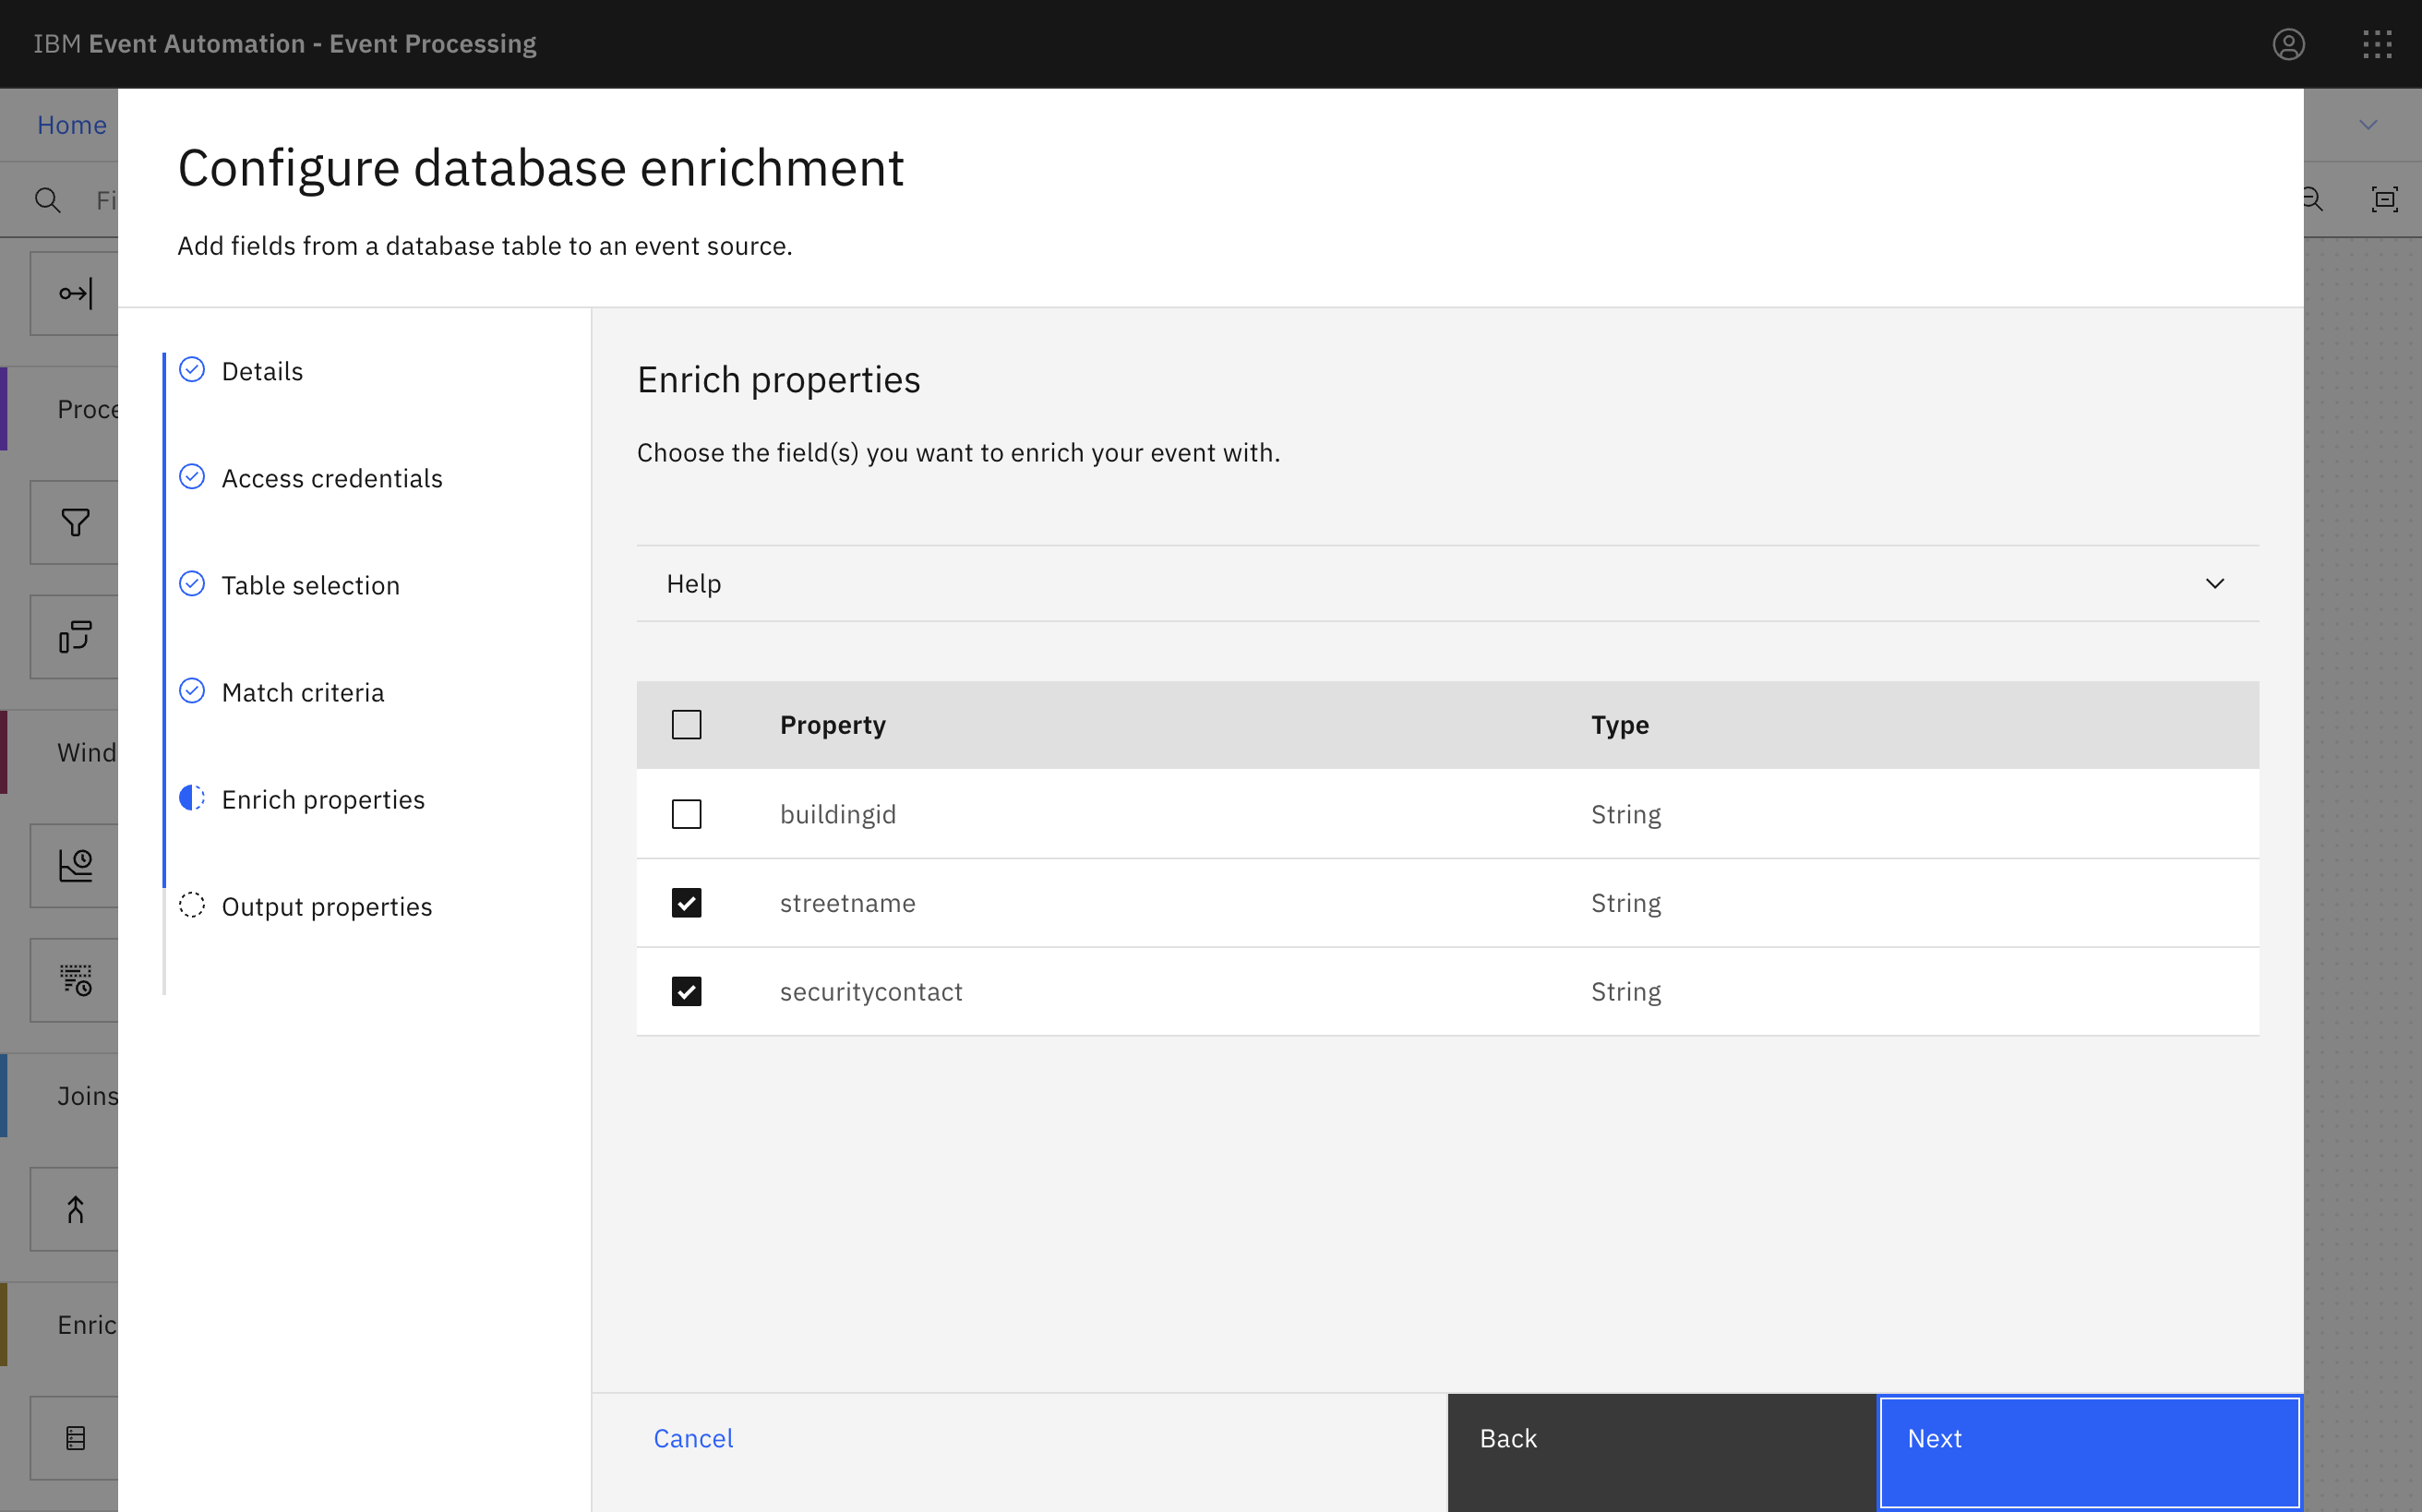 IBM Event Automation - Event Processing
Home
Configure database enrichment
Add fields from a database table to an event source.
Fi
Proce
Wind
Joins
Enric
Details
Access credentials
Table selection
Match criteria
Enrich properties
Output properties
Enrich properties
Choose the field(s) you want to enrich your event with.
Help
Property Type
buildingid String
streetname String
securitycontact String
Cancel
Back
Next